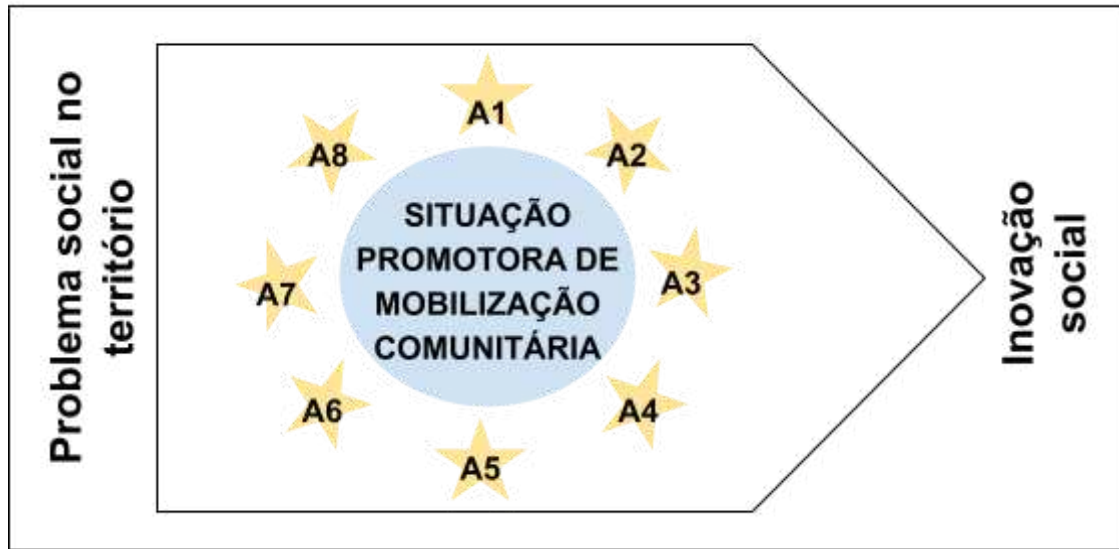 Problema social no
território
A1
A2
A3
A4
A5
A6
A7
A8
SITUAÇÃO
PROMOTORA DE
MOBILIZAÇÃO
COMUNITÁRIA
Inovação
social